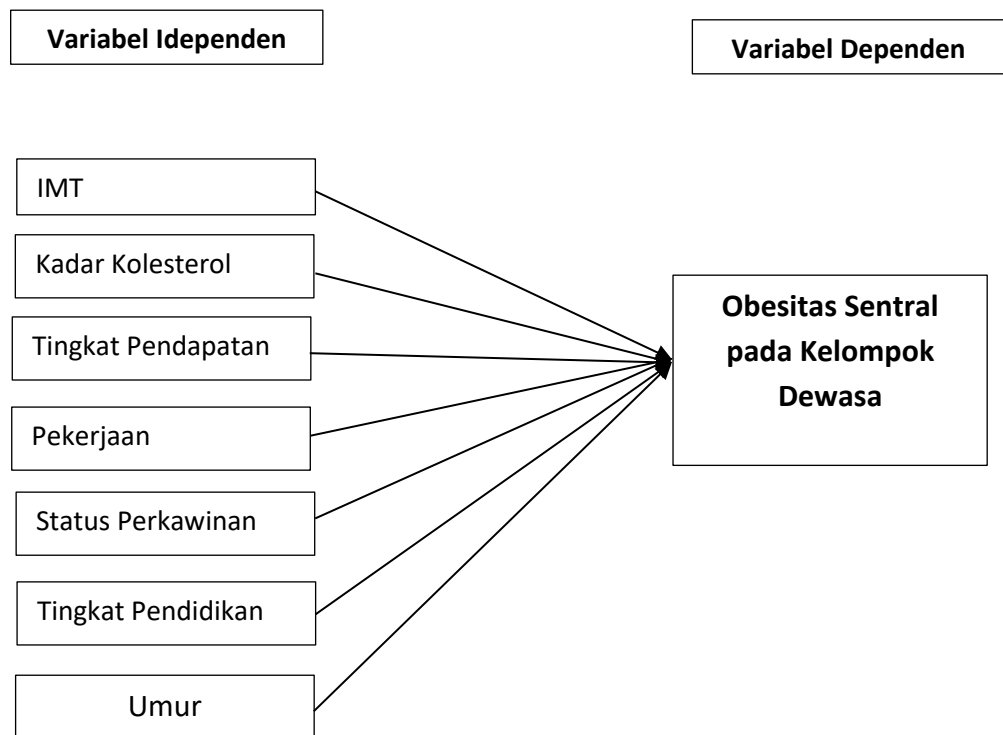 Variabel Idependen
Variabel Dependen
IMT
Kadar Kolesterol
Tingkat Pendapatan
Pekerjaan
Status Perkawinan
Tingkat Pendidikan
Umur
Obesitas Sentral
pada Kelompok
Dewasa